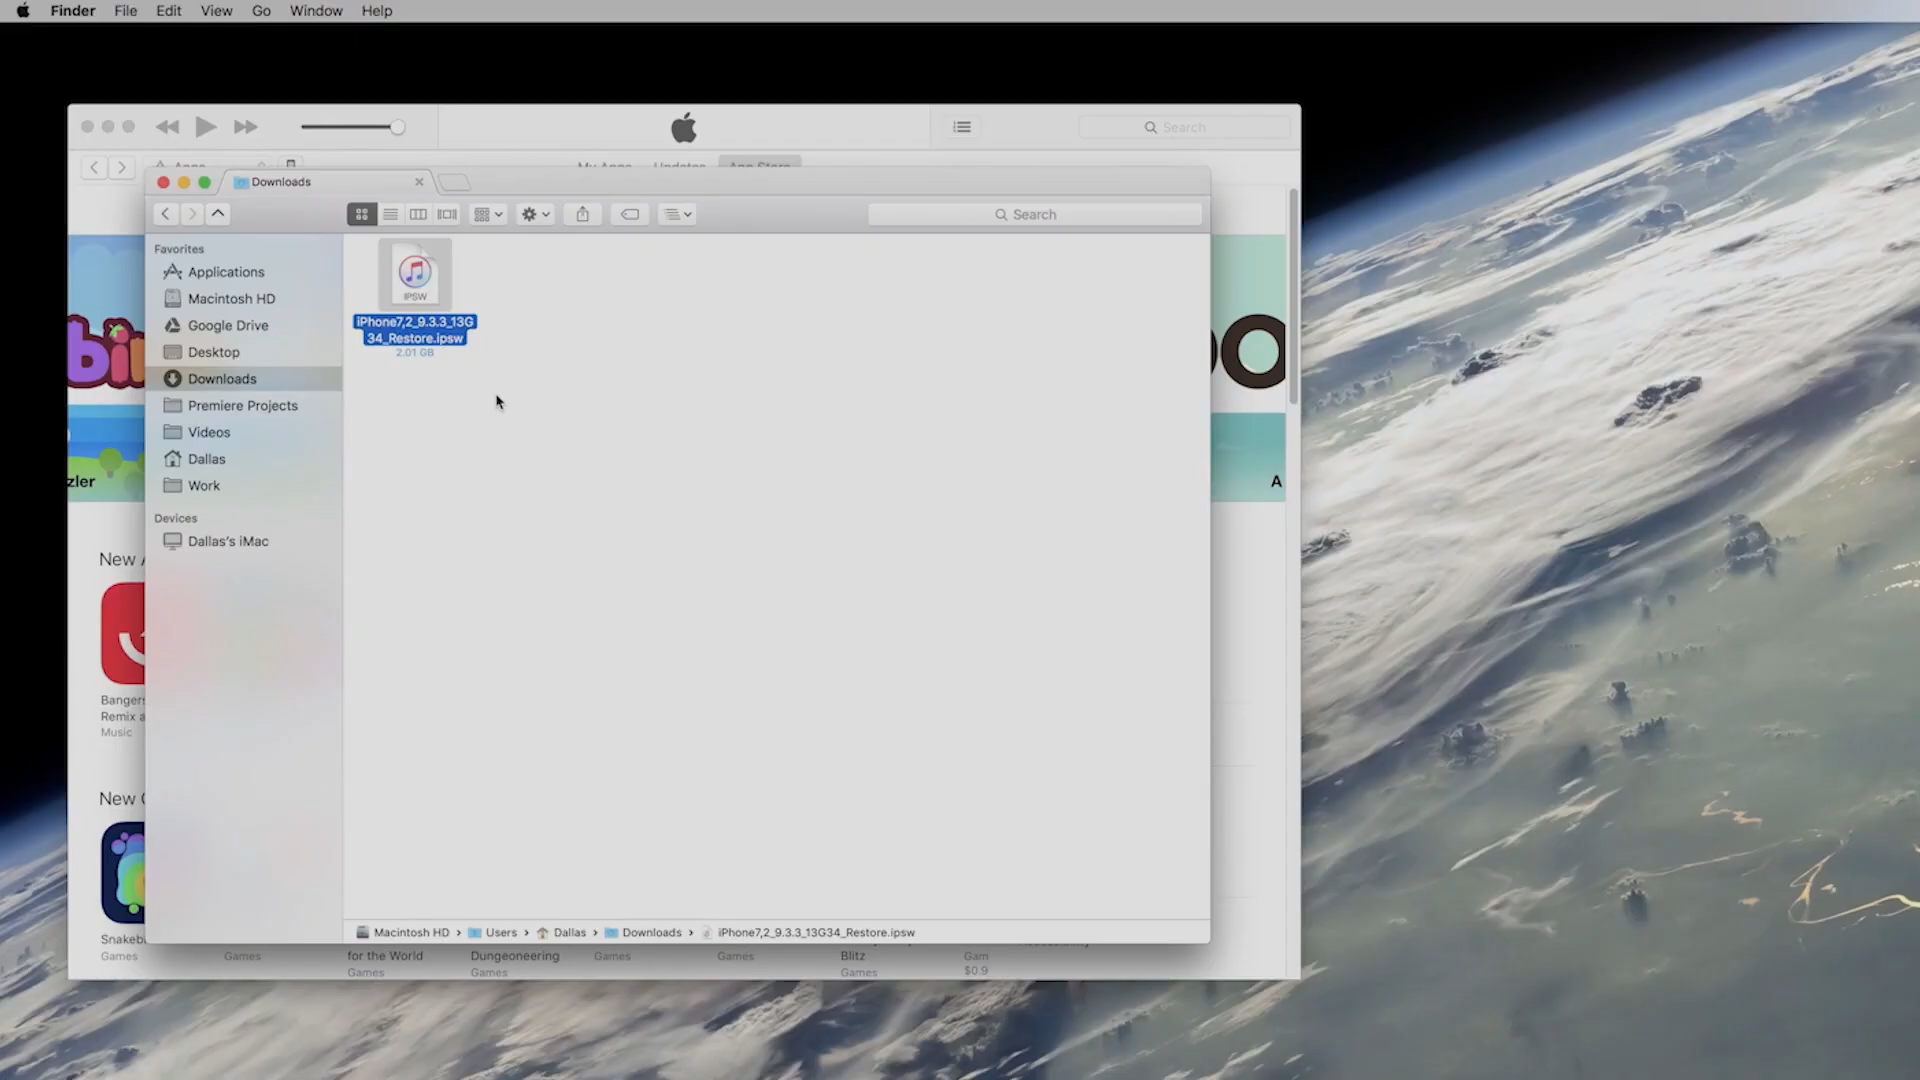 Finder File Edit View Go Window Help
Search
Downloads
Search
Favorites
Applications
Macintosh HD
Google Drive
Desktop
Downloads
Premiere Projects
Videos
Dallas
Work
Devices
Dallas's iMac
IPSW
iPhone7,2_9.3.3_13G
34_Restore.ipsw
2.01 GB
zler
A
New
Bangers
Remix a
Music
New
Snakeb
Games
Games
for the World
Games
Dungeoneering
Games
Games
Games
Blitz
Games
Gam
$0.9
Macintosh HD › Users › Dallas › Downloads › iPhone7,2_9.3.3_13G34_Restore.ipsw